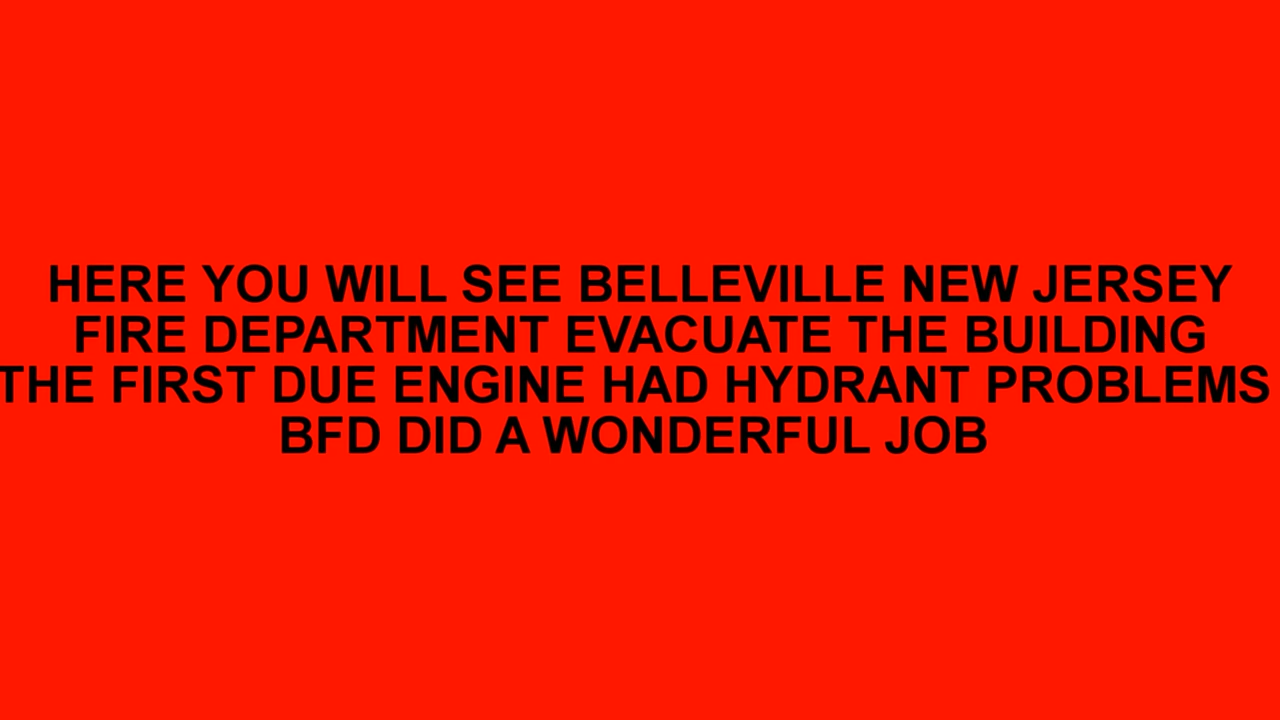 HERE YOU WILL SEE BELLEVILLE NEW JERSEY
FIRE DEPARTMENT EVACUATE THE BUILDING
THE FIRST DUE ENGINE HAD HYDRANT PROBLEMS
BFD DID A WONDERFUL JOB